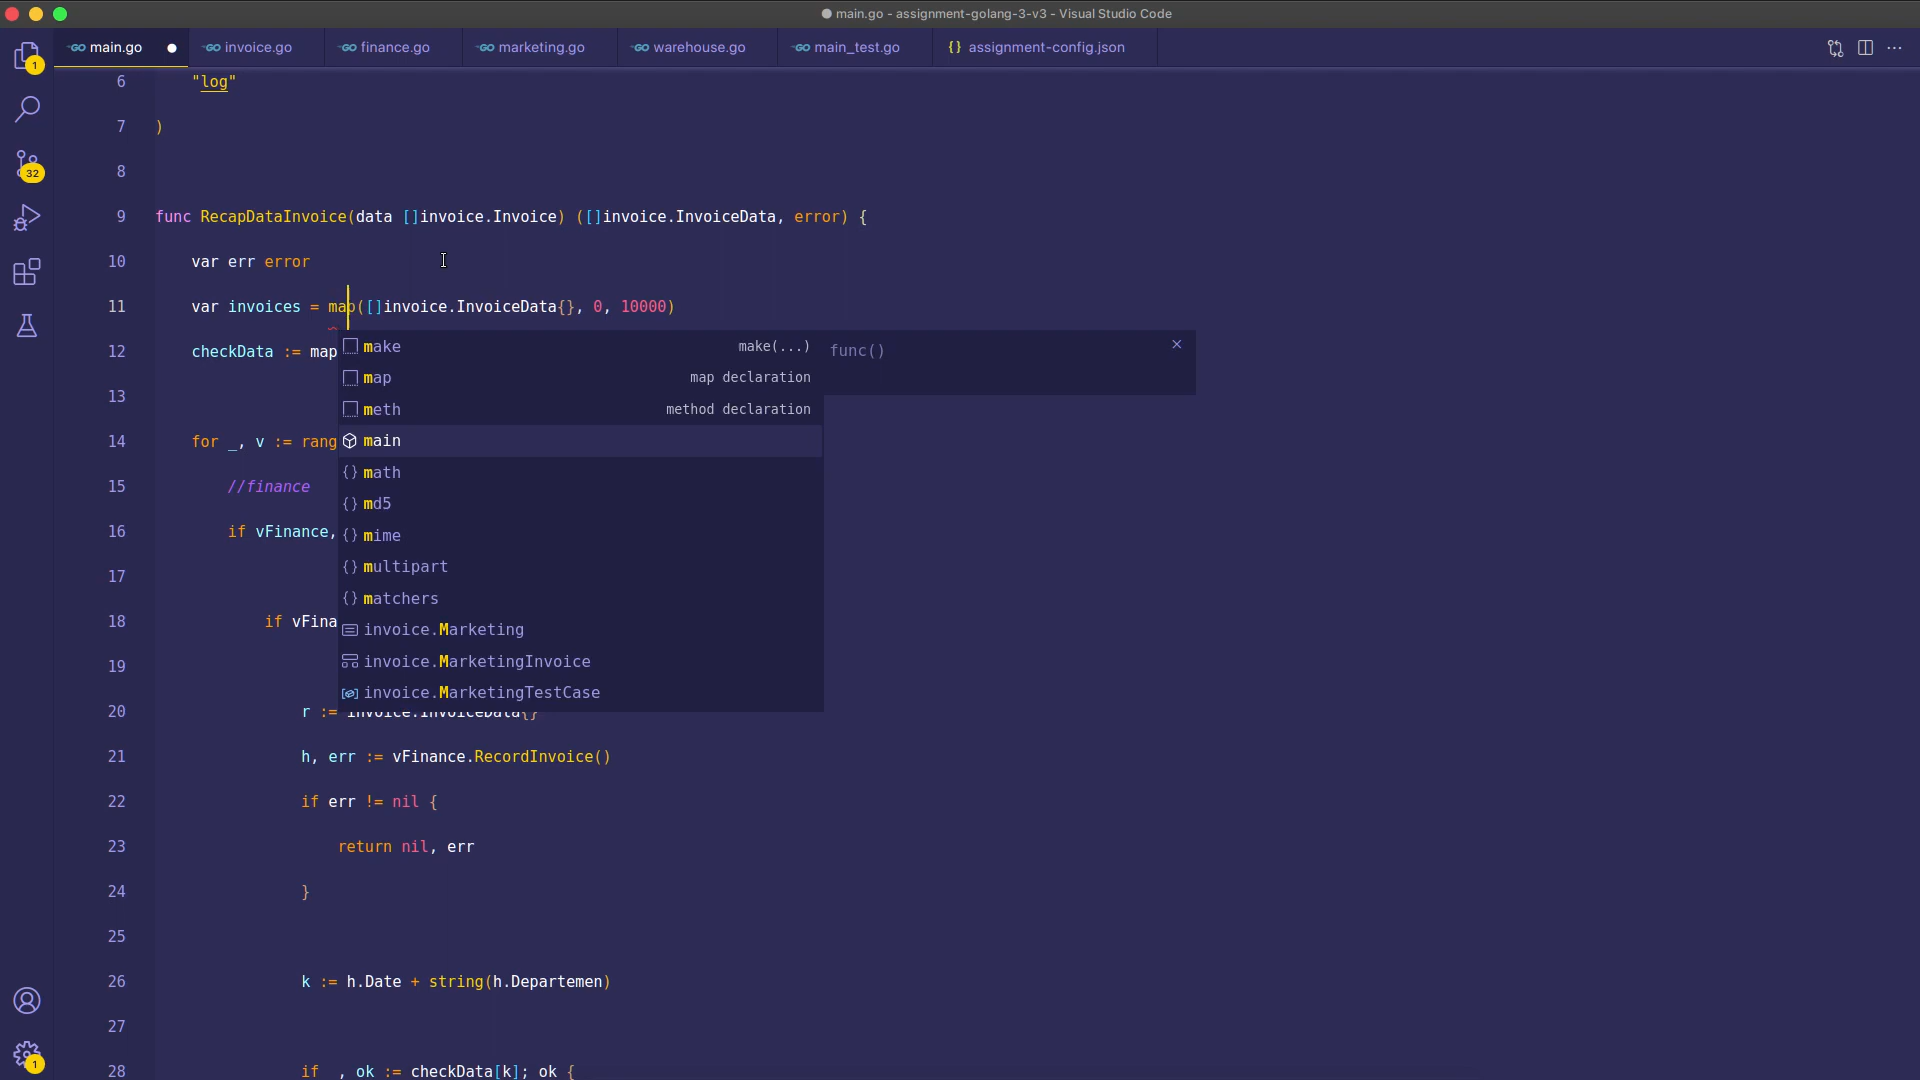 main.go - assignment-golang-3-v3 - Visual Studio Code
main.go invoice.go finance.go marketing.go warehouse.go main_test.go {} assignment-config.json
1
32
1
6 "log"
7 )
8
9 func RecapDataInvoice(data []invoice.Invoice) ([]invoice.InvoiceData, error) {
10 var err error
11 var invoices = map([]invoice.InvoiceData{}, 0, 10000)
12 checkData := map
13
14 for _, v := rang
15 //finance
16 if vFinance,
17
18 if vFina
19
20 r := invoice.InvoiceData{}
21 h, err := vFinance.RecordInvoice()
22 if err != nil {
23 return nil, err
24 }
25
26 k := h.Date + string(h.Departemen)
27
28 if _, ok := checkData[k]; ok {
make make(...)
map map declaration
meth method declaration
main
math
md5
mime
multipart
matchers
invoice.Marketing
invoice.MarketingInvoice
invoice.MarketingTestCase
func()